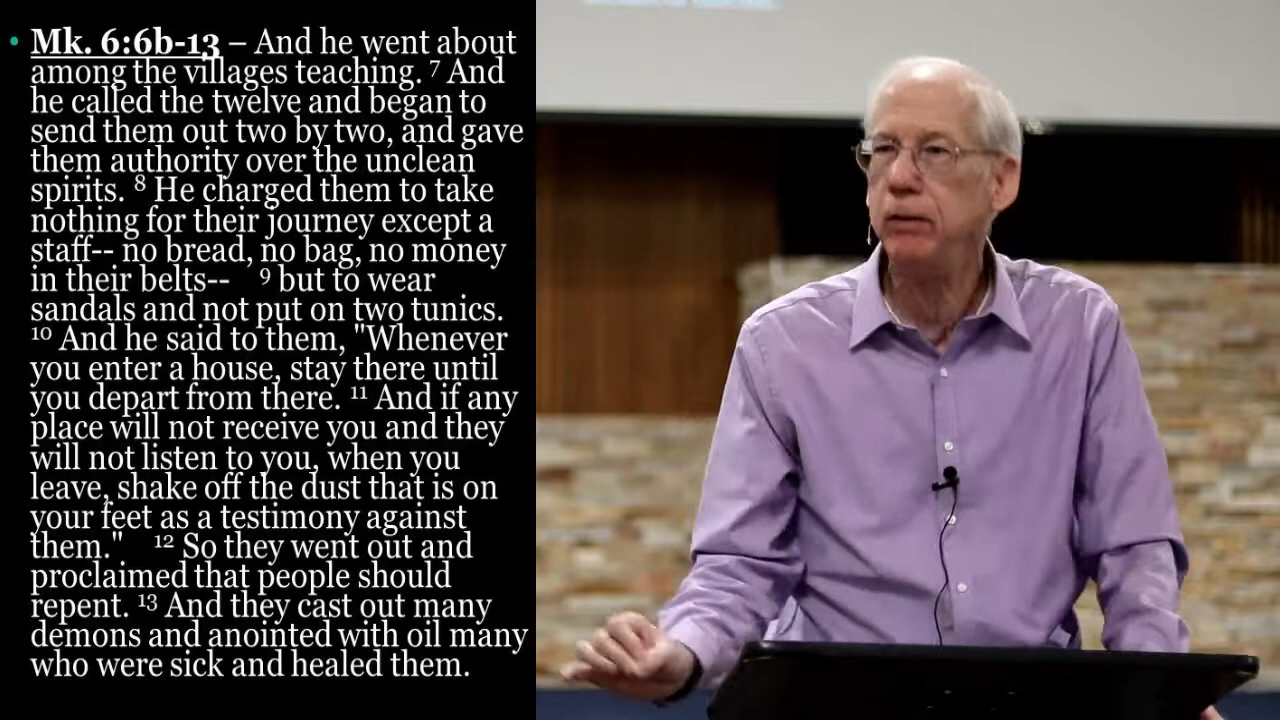 • Mk. 6:6b-13 – And he went about
among the villages teaching. ⁷ And
he called the twelve and began to
send them out two by two, and gave
them authority over the unclean
spirits. ⁸ He charged them to take
nothing for their journey except a
staff-- no bread, no bag, no money
in their belts-- ⁹ but to wear
sandals and not put on two tunics.
¹⁰ And he said to them, "Whenever
you enter a house, stay there until
you depart from there. ¹¹ And if any
place will not receive you and they
will not listen to you, when you
leave, shake off the dust that is on
your feet as a testimony against
them." ¹² So they went out and
proclaimed that people should
repent. ¹³ And they cast out many
demons and anointed with oil many
who were sick and healed them.